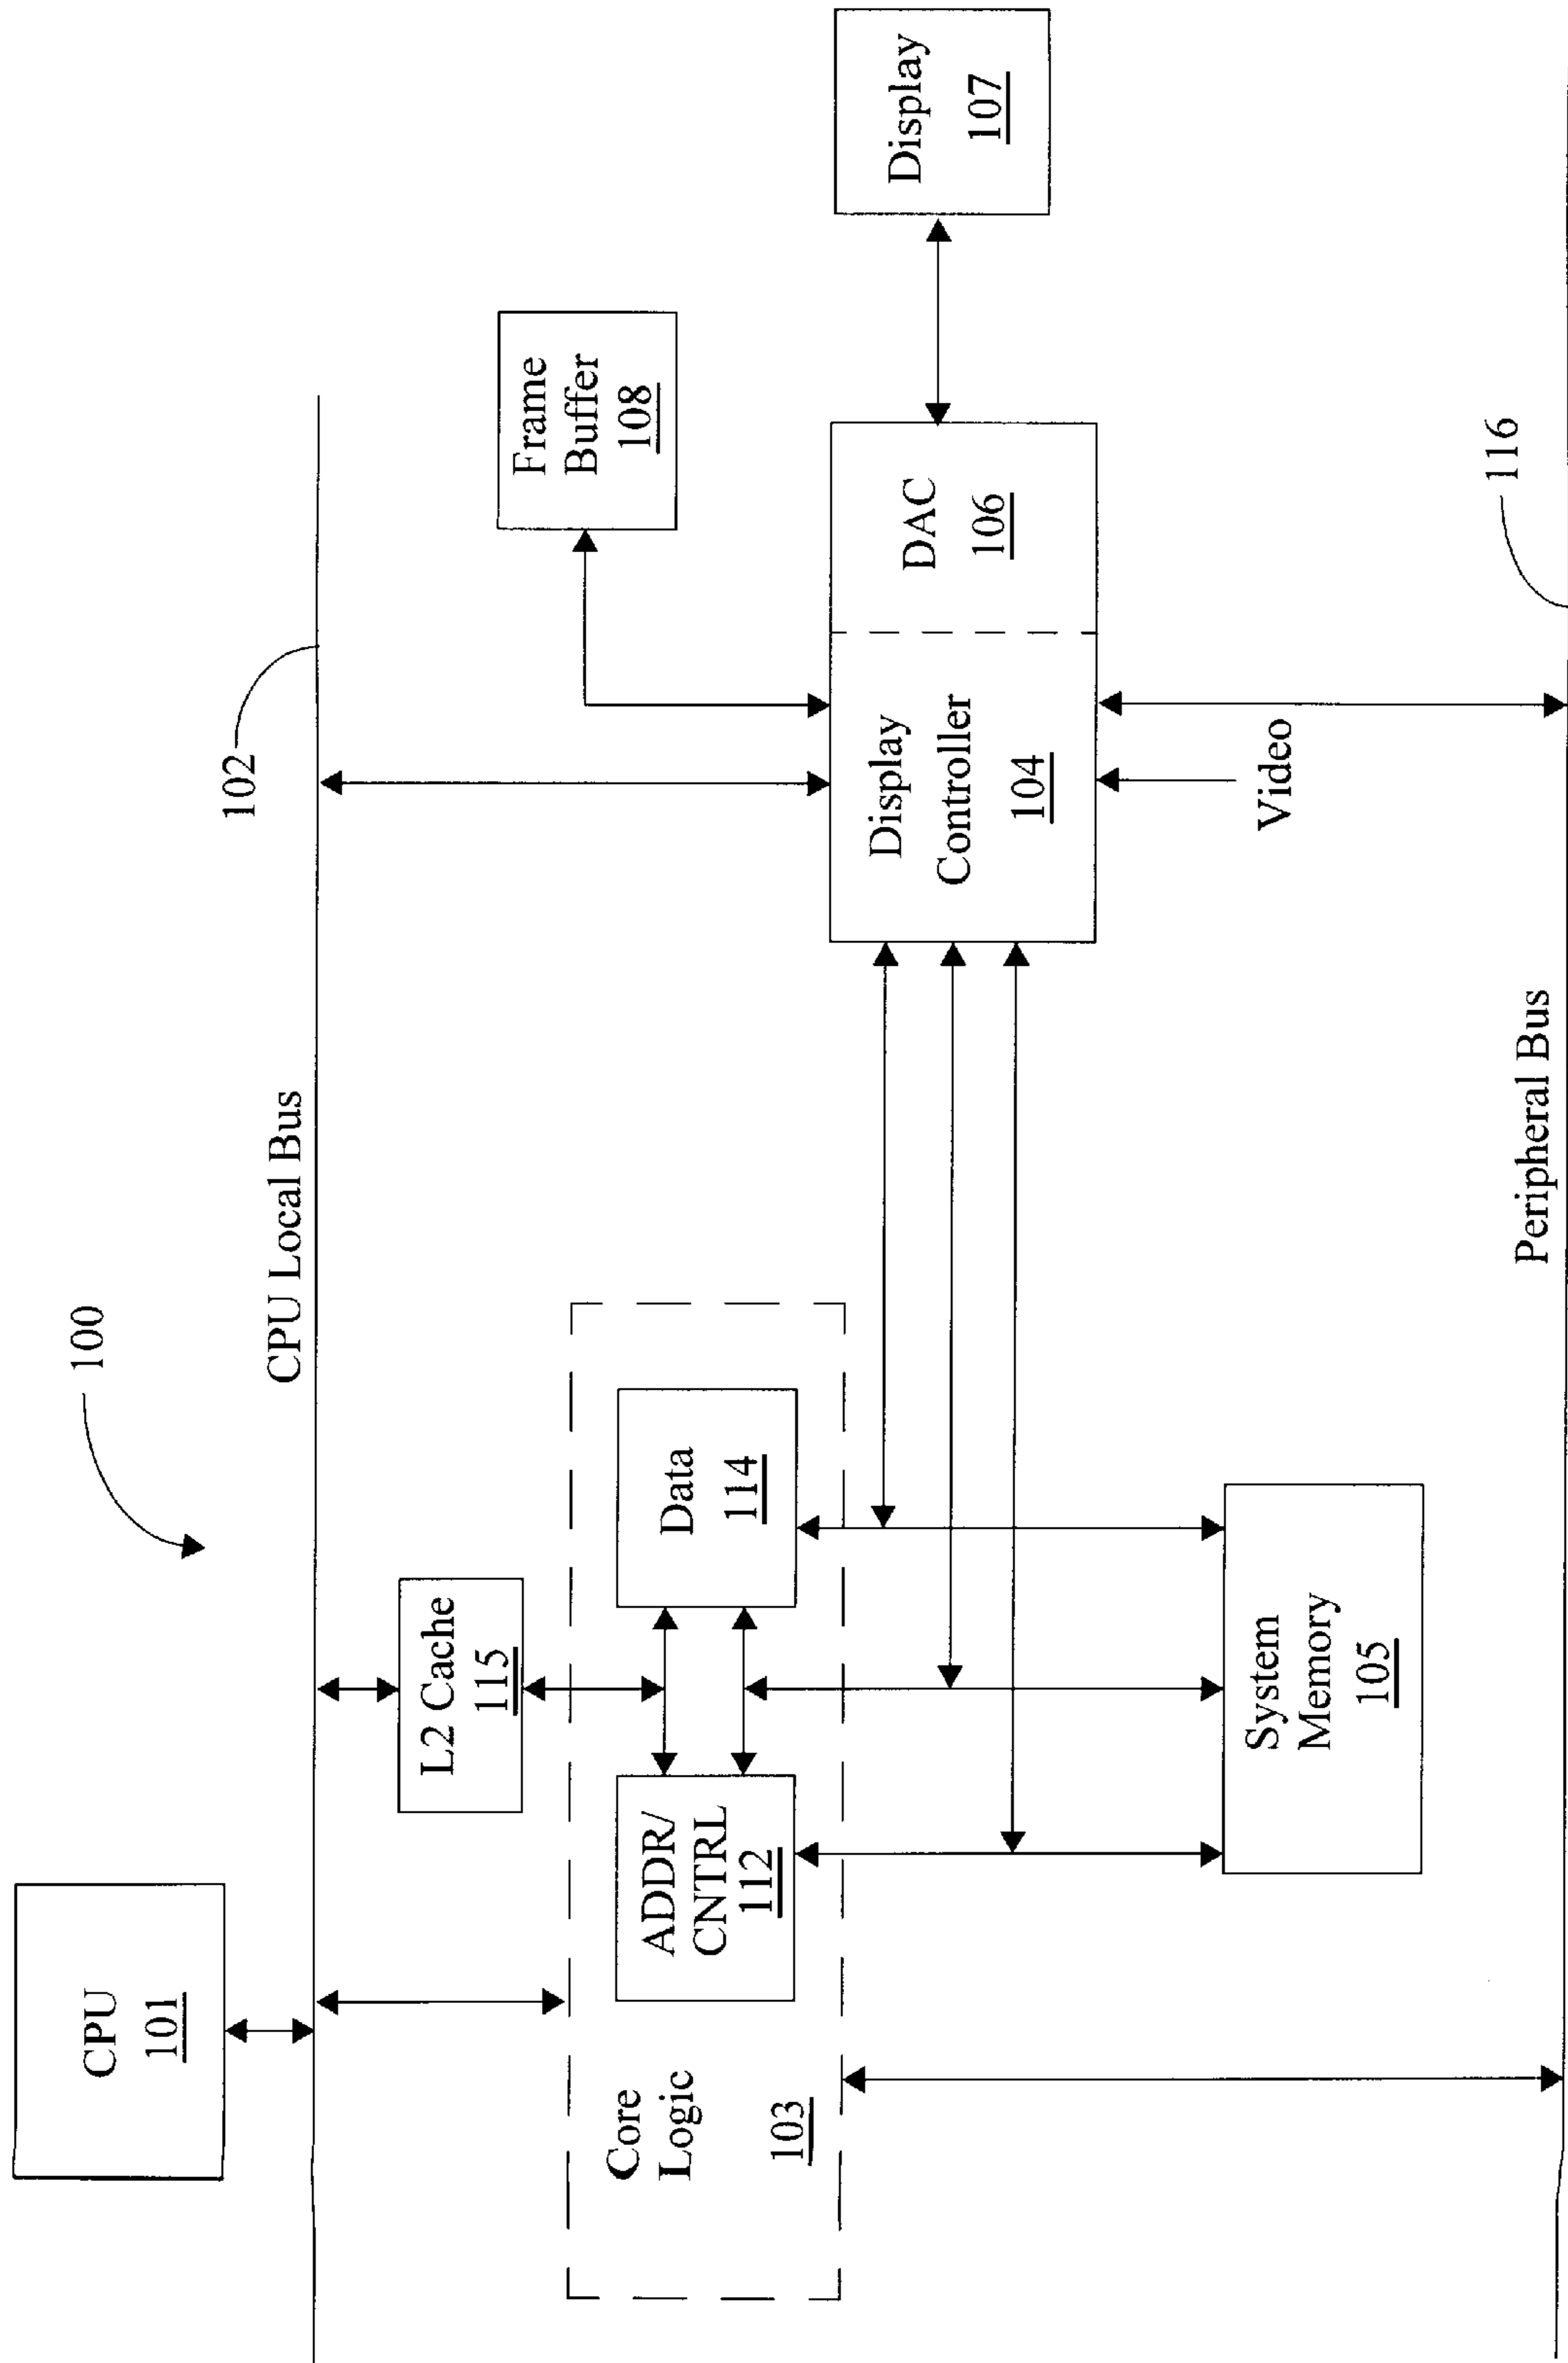 100
CPU
101
CPU Local Bus
102
L2 Cache
115
Frame
Buffer
108
Core
Logic
103
ADDR/
CNTRL
112
Data
114
Display
Controller
104
DAC
106
Display
107
Video
System
Memory
105
Peripheral Bus
116